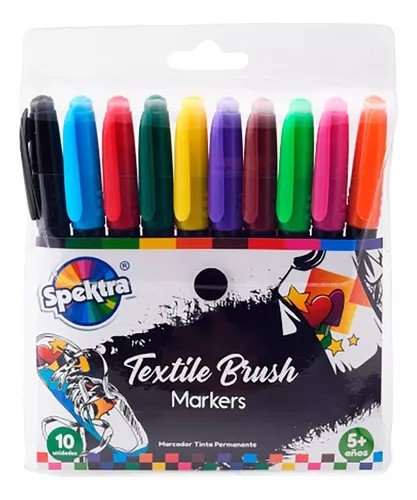 Spektra®
Textile Brush
Markers
10
unidades
Marcador Tinta Permanente
5+
años